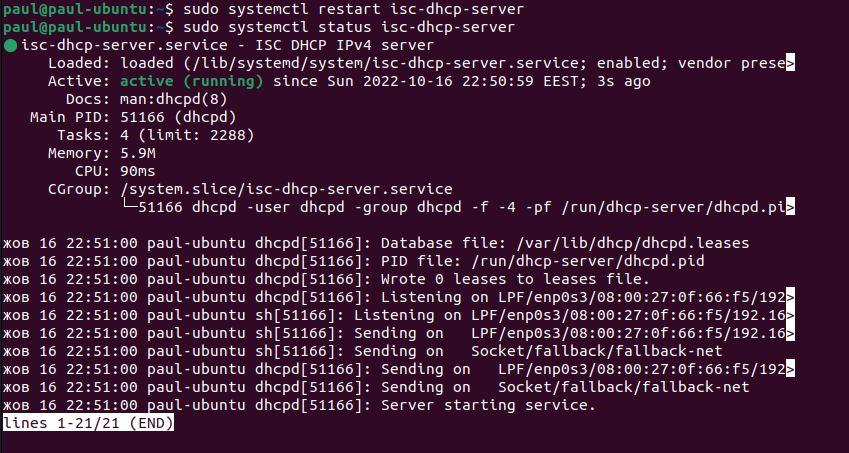 paul@paul-ubuntu:~$ sudo systemctl restart isc-dhcp-server
paul@paul-ubuntu:~$ sudo systemctl status isc-dhcp-server
● isc-dhcp-server.service - ISC DHCP IPv4 server
     Loaded: loaded (/lib/systemd/system/isc-dhcp-server.service; enabled; vendor prese>
     Active: active (running) since Sun 2022-10-16 22:50:59 EEST; 3s ago
       Docs: man:dhcpd(8)
   Main PID: 51166 (dhcpd)
      Tasks: 4 (limit: 2288)
     Memory: 5.9M
        CPU: 90ms
     CGroup: /system.slice/isc-dhcp-server.service
             └─51166 dhcpd -user dhcpd -group dhcpd -f -4 -pf /run/dhcp-server/dhcpd.pi>

жов 16 22:51:00 paul-ubuntu dhcpd[51166]: Database file: /var/lib/dhcp/dhcpd.leases
жов 16 22:51:00 paul-ubuntu dhcpd[51166]: PID file: /run/dhcp-server/dhcpd.pid
жов 16 22:51:00 paul-ubuntu dhcpd[51166]: Wrote 0 leases to leases file.
жов 16 22:51:00 paul-ubuntu dhcpd[51166]: Listening on LPF/enp0s3/08:00:27:0f:66:f5/192>
жов 16 22:51:00 paul-ubuntu sh[51166]: Listening on LPF/enp0s3/08:00:27:0f:66:f5/192.16>
жов 16 22:51:00 paul-ubuntu sh[51166]: Sending on   LPF/enp0s3/08:00:27:0f:66:f5/192.16>
жов 16 22:51:00 paul-ubuntu sh[51166]: Sending on   Socket/fallback/fallback-net
жов 16 22:51:00 paul-ubuntu dhcpd[51166]: Sending on   LPF/enp0s3/08:00:27:0f:66:f5/192>
жов 16 22:51:00 paul-ubuntu dhcpd[51166]: Sending on   Socket/fallback/fallback-net
жов 16 22:51:00 paul-ubuntu dhcpd[51166]: Server starting service.
lines 1-21/21 (END)